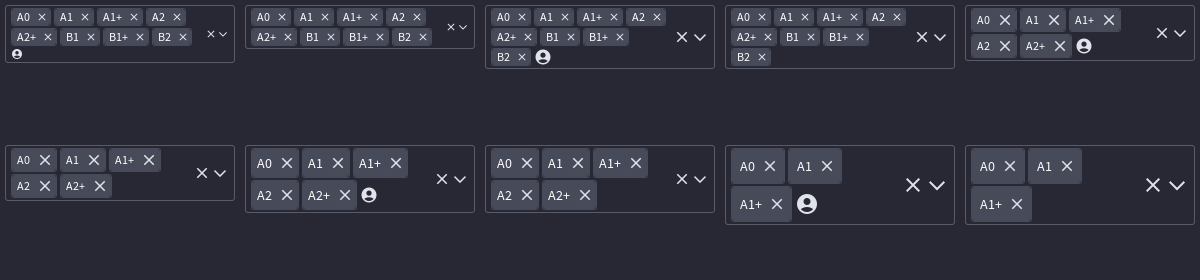 A0 A1 A1+ A2
A2+ B1 B1+ B2
A0 A1 A1+ A2
A2+ B1 B1+ B2
A0 A1 A1+ A2
A2+ B1 B1+
B2
A0 A1 A1+ A2
A2+ B1 B1+
B2
A0 A1 A1+
A2 A2+
A0 A1 A1+
A2 A2+
A0 A1 A1+
A2 A2+
A0 A1 A1+
A2 A2+
A0 A1
A1+
A0 A1
A1+